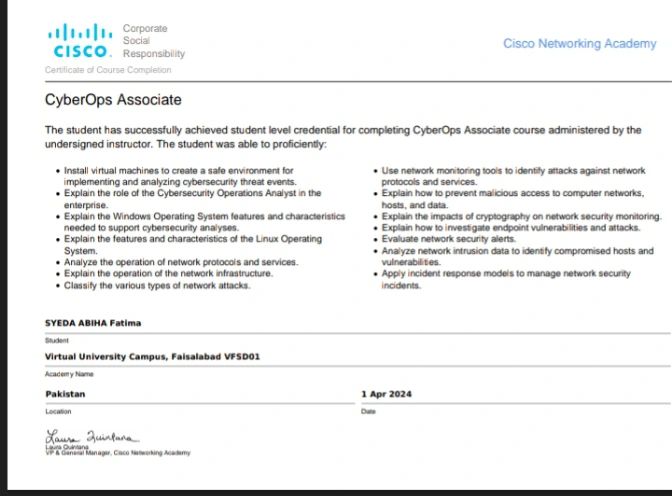 Corporate
Social
Responsibility
CISCO
Certificate of Course Completion
Cisco Networking Academy
CyberOps Associate
The student has successfully achieved student level credential for completing CyberOps Associate course administered by the
undersigned instructor. The student was able to proficiently:
• Install virtual machines to create a safe environment for
implementing and analyzing cybersecurity threat events.
• Explain the role of the Cybersecurity Operations Analyst in the
enterprise.
• Explain the Windows Operating System features and characteristics
needed to support cybersecurity analyses.
• Explain the features and characteristics of the Linux Operating
System.
• Analyze the operation of network protocols and services.
• Explain the operation of the network infrastructure.
• Classify the various types of network attacks.
• Use network monitoring tools to identify attacks against network
protocols and services.
• Explain how to prevent malicious access to computer networks,
hosts, and data.
• Explain the impacts of cryptography on network security monitoring.
• Explain how to investigate endpoint vulnerabilities and attacks.
• Evaluate network security alerts.
• Analyze network intrusion data to identify compromised hosts and
vulnerabilities.
• Apply incident response models to manage network security
incidents.
SYEDA ABIHA Fatima
Student
Virtual University Campus, Faisalabad VFSD01
Academy Name
Pakistan
Location
1 Apr 2024
Date
Laura Quintana
Laura Quintana
VP & General Manager, Cisco Networking Academy